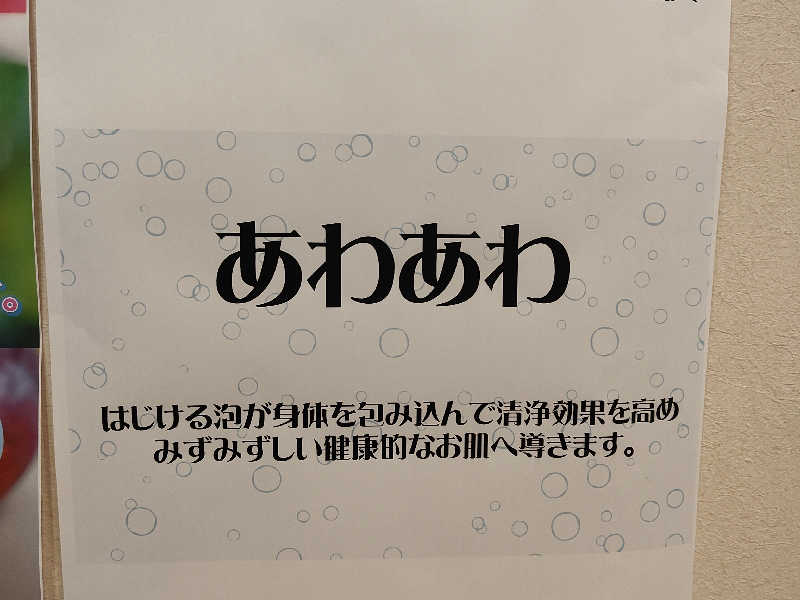 あわあわ
はじける泡が身体を包み込んで清浄効果を高め
みずみずしい健康的なお肌へ導きます。